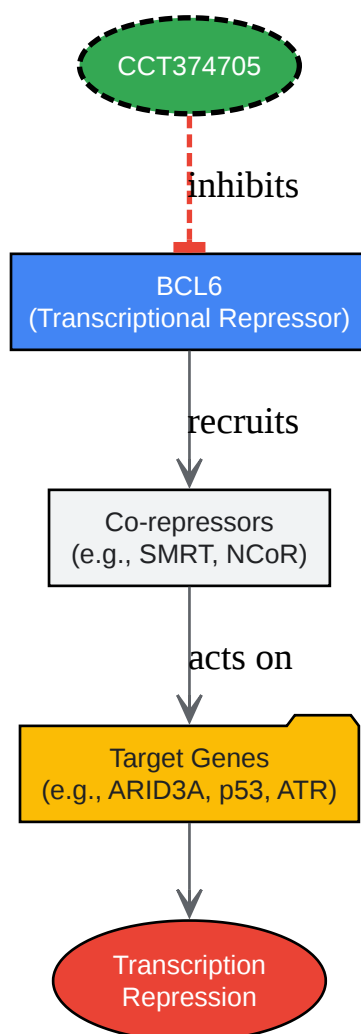 CCT374705
inhibits
BCL6
(Transcriptional Repressor)
recruits
Co-repressors
(e.g., SMRT, NCoR)
acts on
Target Genes
(e.g., ARID3A, p53, ATR)
Transcription
Repression